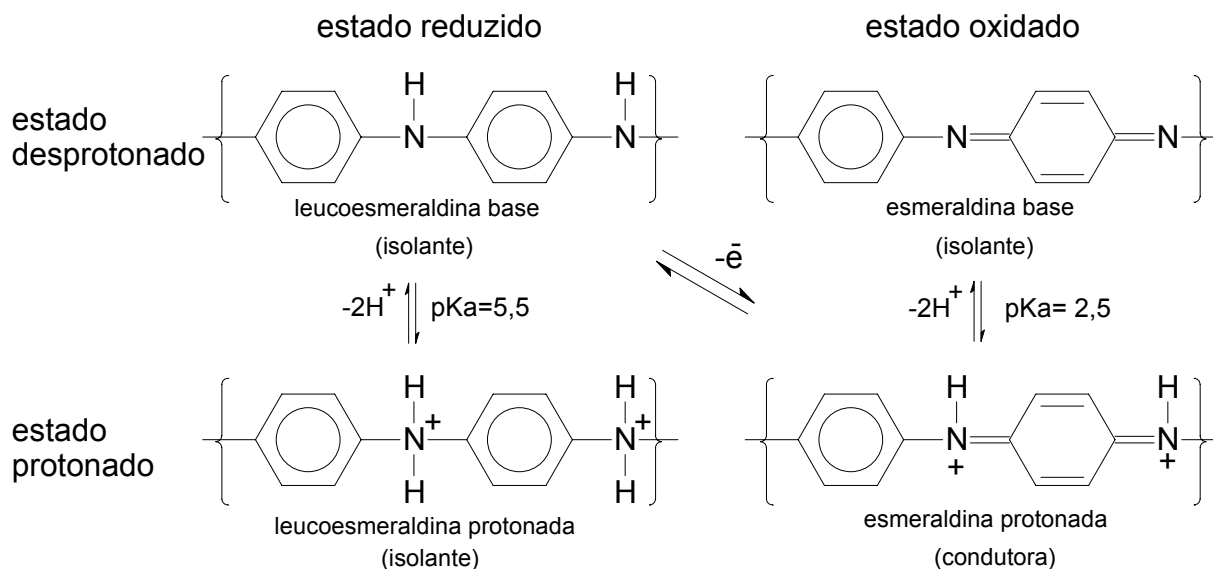 estado reduzido
estado oxidado
estado
desprotonado
H
N
H
N
N
N
leucoesmeraldina base
(isolante)
esmeraldina base
(isolante)
-ē
-2H+
pKa=5,5
-2H+
pKa= 2,5
estado
protonado
H
N+
H
H
N+
H
H
N
+
H
N
+
leucoesmeraldina protonada
(isolante)
esmeraldina protonada
(condutora)